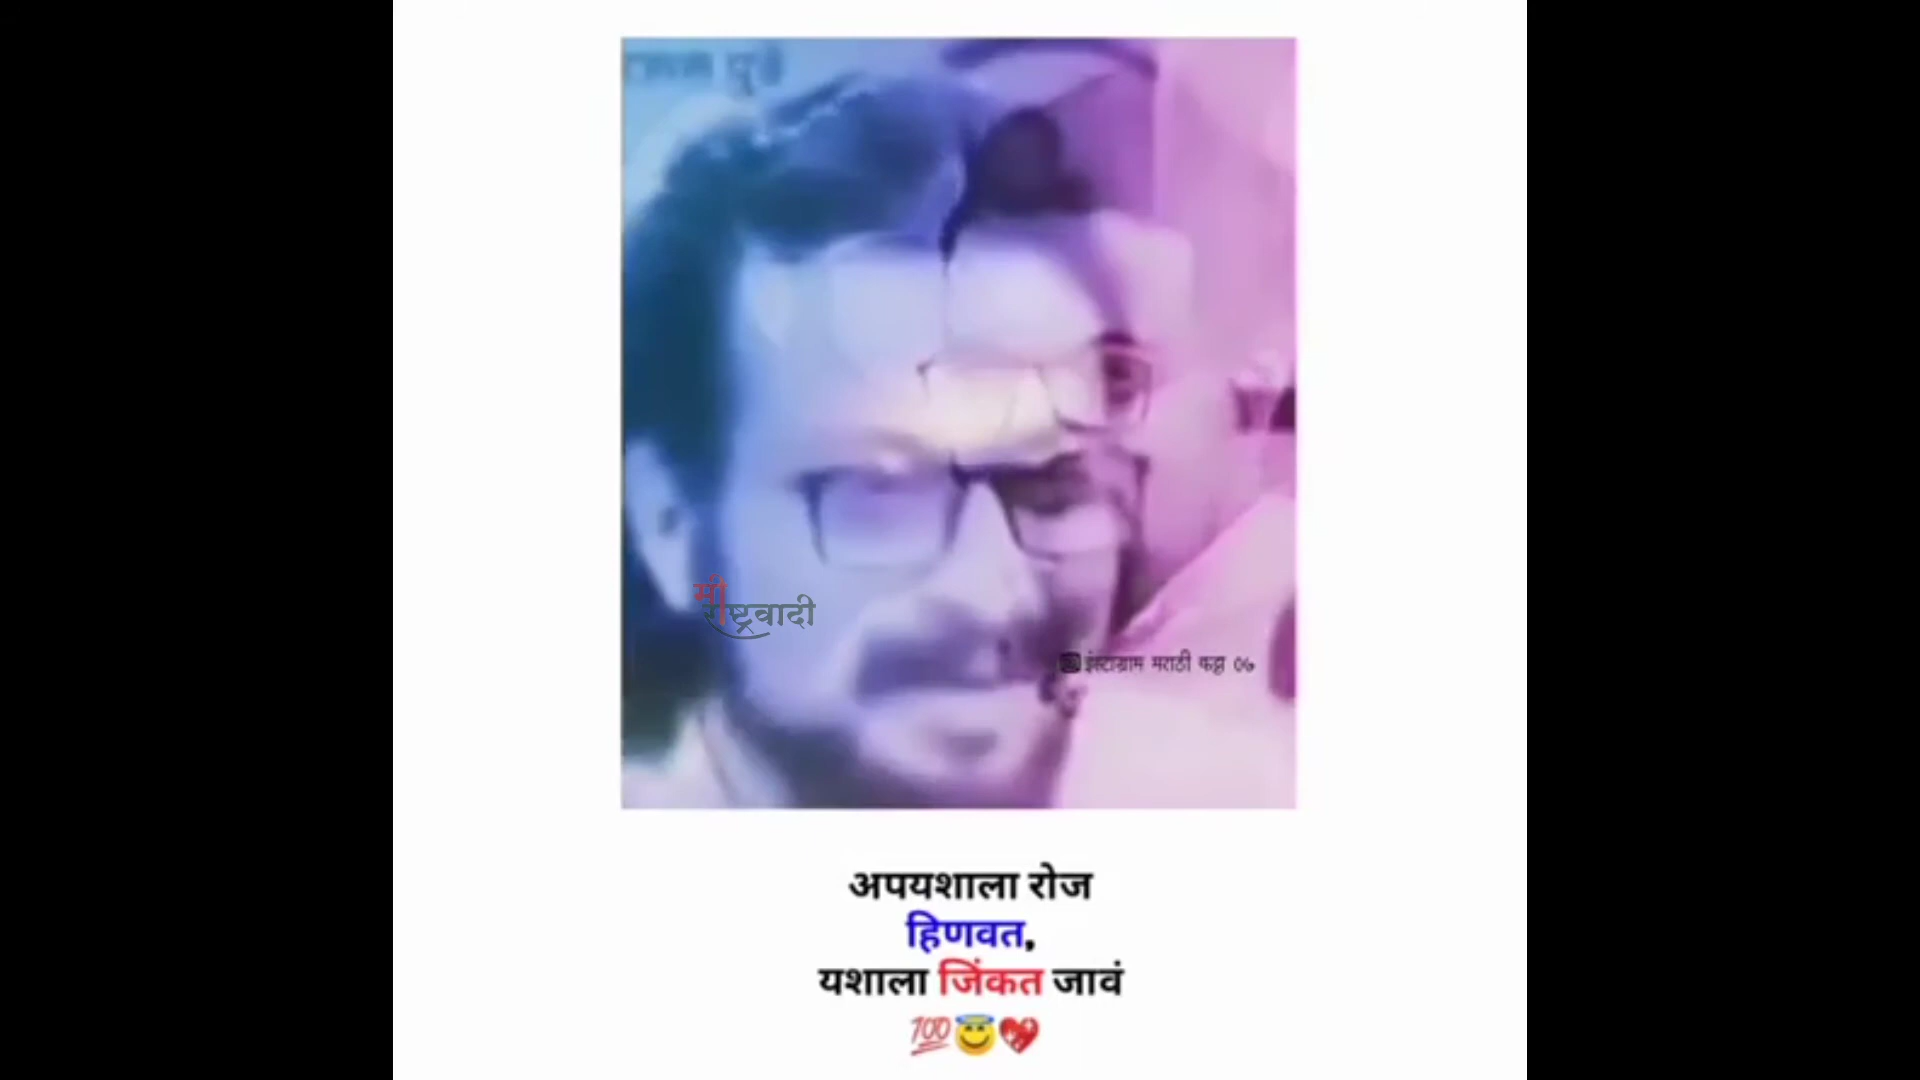 पुढे
मी
राष्ट्रवादी
इंस्टाग्राम मराठी कट्टा ०७
अपयशाला रोज
हिणवत,
यशाला जिंकत जावं
💯😇💖